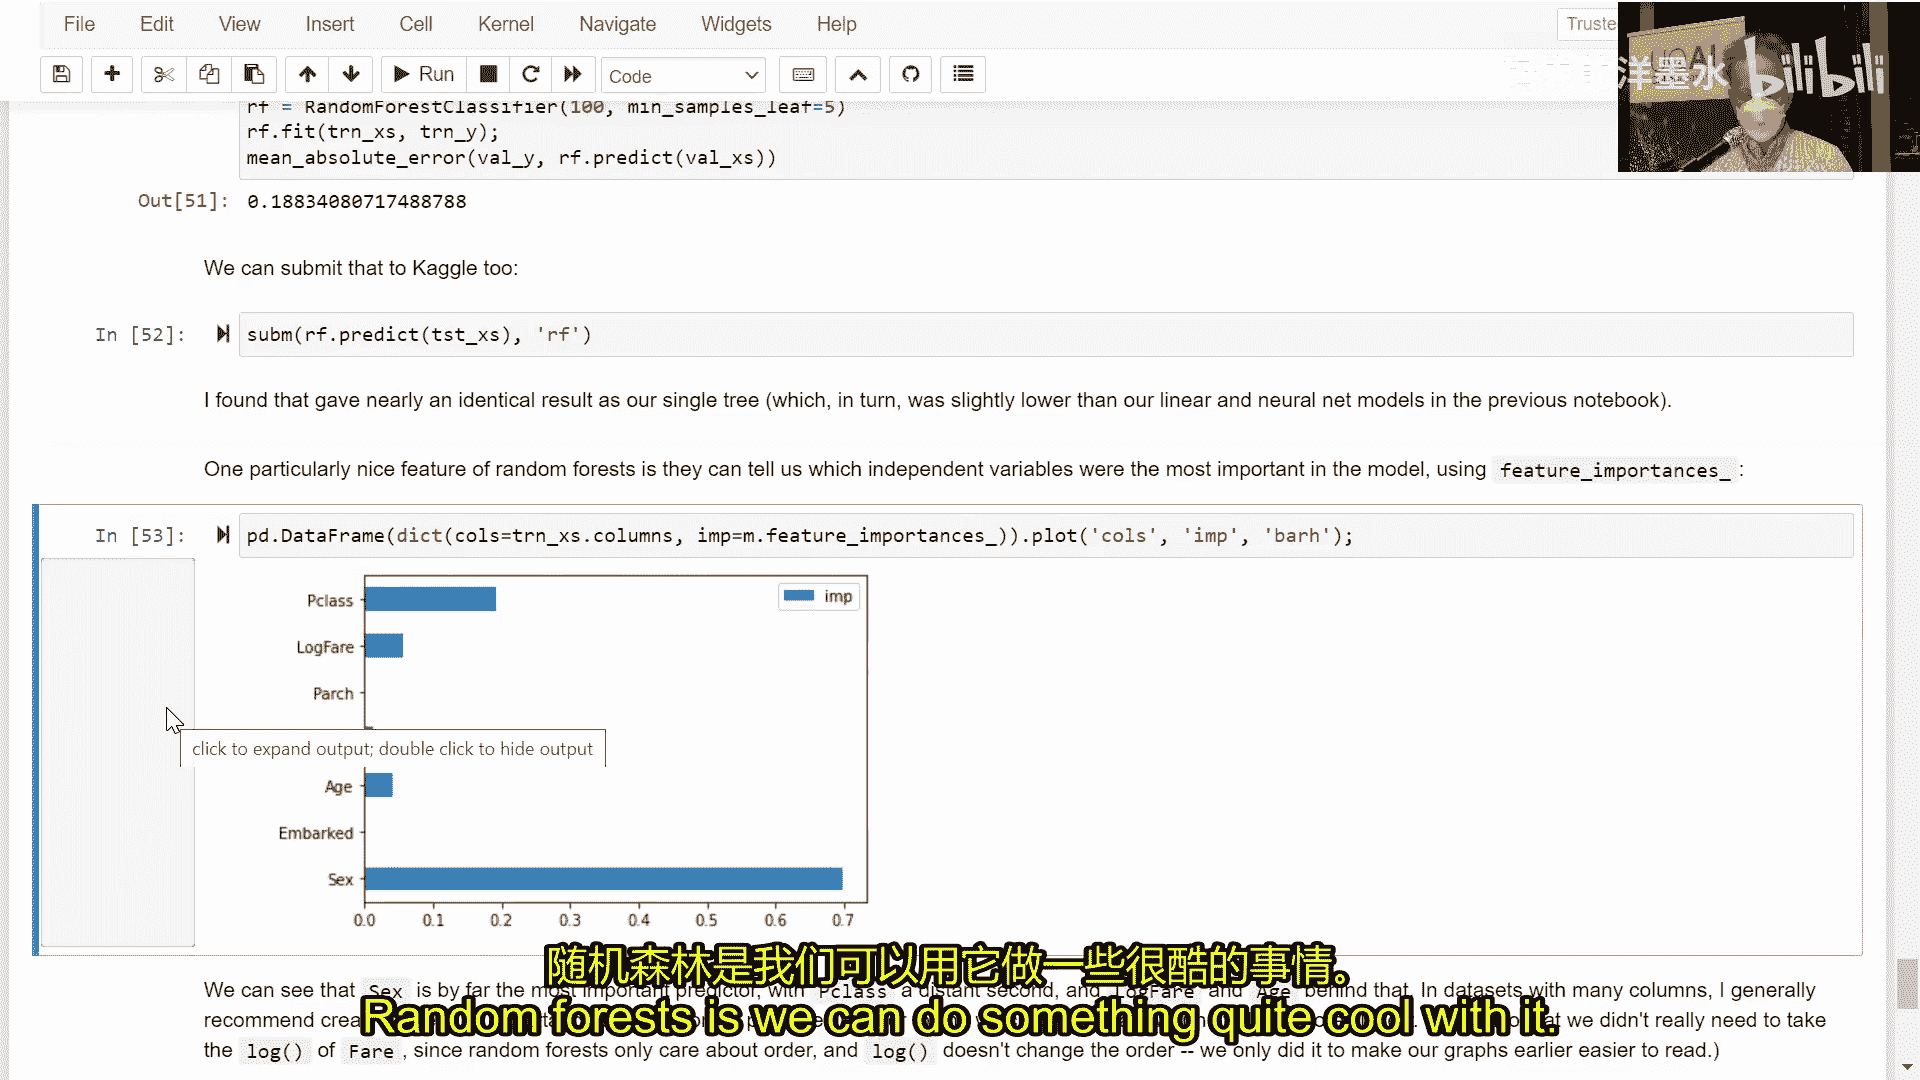 File Edit View Insert Cell Kernel Navigate Widgets Help Truste
洋墨水 bilibili
Run Code
rf = RandomForestClassifier(100, min_samples_leaf=5)
rf.fit(trn_xs, trn_y);
mean_absolute_error(val_y, rf.predict(val_xs))
Out[51]: 0.18834080717488788
We can submit that to Kaggle too:
In [52]: subm(rf.predict(tst_xs), 'rf')
I found that gave nearly an identical result as our single tree (which, in turn, was slightly lower than our linear and neural net models in the previous notebook).
One particularly nice feature of random forests is they can tell us which independent variables were the most important in the model, using feature_importances_:
In [53]: pd.DataFrame(dict(cols=trn_xs.columns, imp=m.feature_importances_)).plot('cols', 'imp', 'barh');
imp
Pclass
LogFare
Parch
click to expand output; double click to hide output
Age
Embarked
Sex
0.0 0.1 0.2 0.3 0.4 0.5 0.6 0.7
随机森林是我们可以用它做一些很酷的事情。
We can see that Sex is by far the most important predictor, with Pclass a distant second, and LogFare and Age behind that. In datasets with many columns, I generally
Random forests is we can do something quite cool with it.
recommend we didn't really need to take
the log() of Fare, since random forests only care about order, and log() doesn't change the order -- we only did it to make our graphs earlier easier to read.)